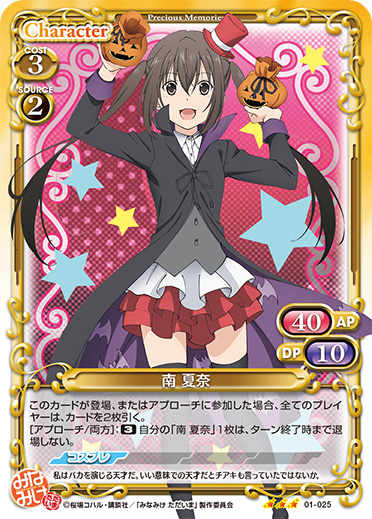 Precious Memories
Character
COST
3
SOURCE
2
40 AP
DP 10
南 夏奈
このカードが登場、またはアプローチに参加した場合、全てのプレイ
ヤーは、カードを2枚引く。
[アプローチ/両方]:3 自分の「南 夏奈」1枚は、ターン終了時まで退
場しない。
コスプレ
私はバカを演じる天才だ。いい意味での天才だとチアキも言っていたではないか。
みなみけ
©桜場コハル・講談社/「みなみけ ただいま」製作委員会
01-025